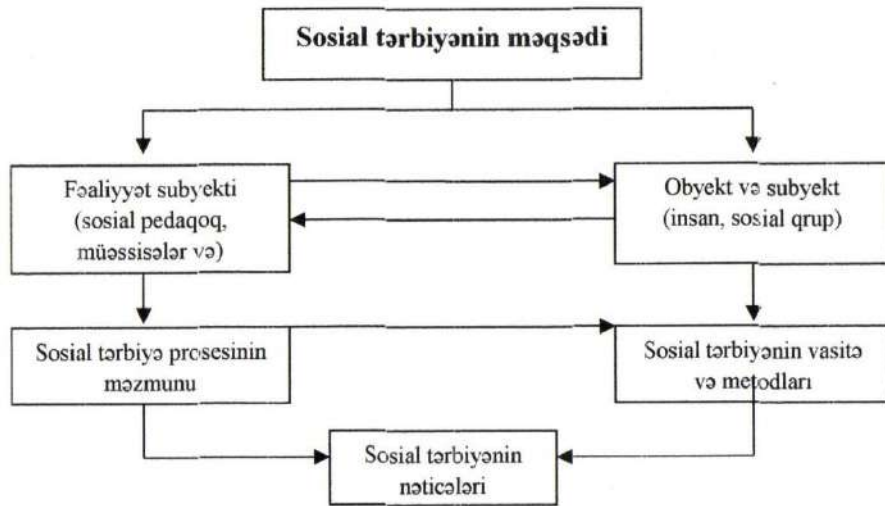 Sosial tərbiyənin məqsədi
Fəaliyyət subyekti
(sosial pedaqoq,
müəssisələr və)
Obyekt və subyekt
(insan, sosial qrup)
Sosial tərbiyə prosesinin
məzmunu
Sosial tərbiyənin vasitə
və metodları
Sosial tərbiyənin
nəticələri